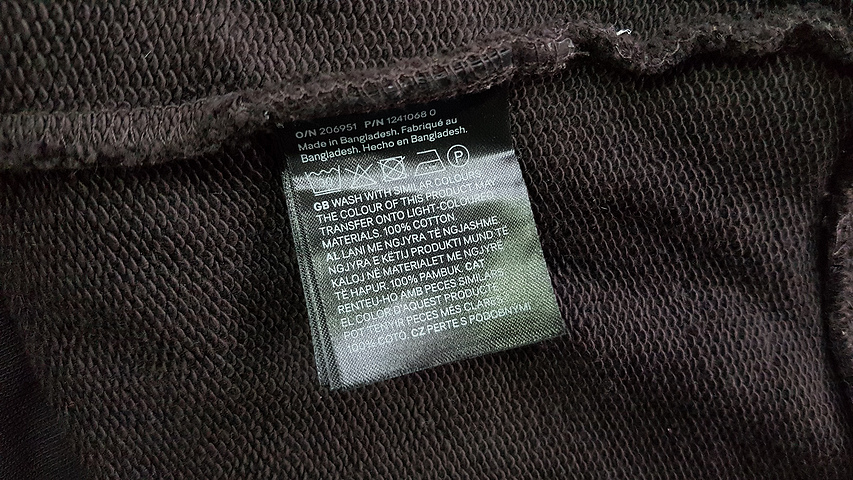 O/N 206951 P/N 1241068 0
Made in Bangladesh. Fabriqué au
Bangladesh. Hecho en Bangladesh.
P
GB WASH WITH SIMILAR COLOURS.
THE COLOUR OF THIS PRODUCT MAY
TRANSFER ONTO LIGHT-COLOURED
MATERIALS. 100% COTTON
AL LANI ME NGJYRA TË NGJASHME.
NGJYRA E KËTIJ PRODUKTI MUND TË
KALOJ NË MATERIALET ME NGJYRË
TË HAPUR. 100% PAMBUK. CAT
RENTEU-HO AMB PECES SIMILARS.
EL COLOR D'AQUEST PRODUCTE
POT TENYIR PECES MÉS CLARES.
100% COTÓ. CZ PERTE S PODOBNÝMI